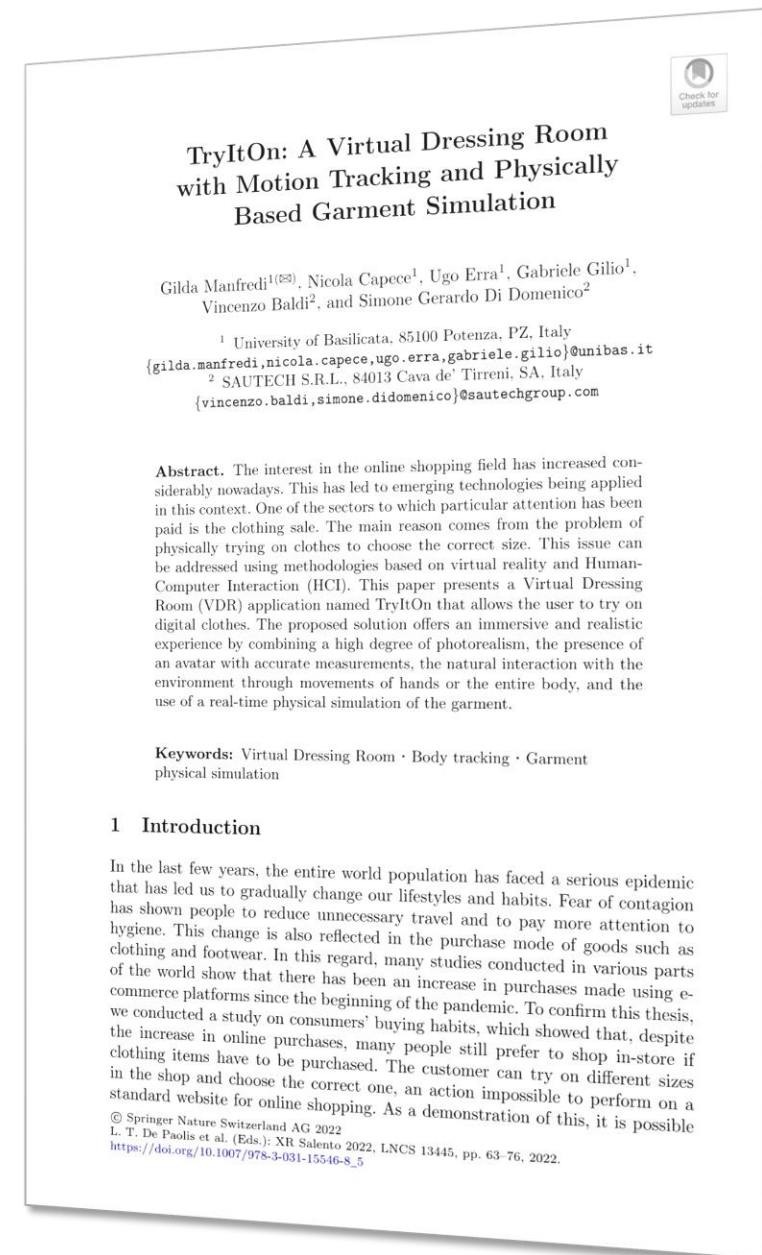 Check for
updates
TryItOn: A Virtual Dressing Room
with Motion Tracking and Physically
Based Garment Simulation
Gilda Manfredi1(✉), Nicola Capece1, Ugo Erra1, Gabriele Gilio1,
Vincenzo Baldi2, and Simone Gerardo Di Domenico2
1 University of Basilicata, 85100 Potenza, PZ, Italy
{gilda.manfredi,nicola.capece,ugo.erra,gabriele.gilio}@unibas.it
2 SAUTECH S.R.L., 84013 Cava de' Tirreni, SA, Italy
{vincenzo.baldi,simone.didomenico}@sautechgroup.com
Abstract. The interest in the online shopping field has increased con-
siderably nowadays. This has led to emerging technologies being applied
in this context. One of the sectors to which particular attention has been
paid is the clothing sale. The main reason comes from the problem of
physically trying on clothes to choose the correct size. This issue can
be addressed using methodologies based on virtual reality and Human-
Computer Interaction (HCI). This paper presents a Virtual Dressing
Room (VDR) application named TryItOn that allows the user to try on
digital clothes. The proposed solution offers an immersive and realistic
experience by combining a high degree of photorealism, the presence of
an avatar with accurate measurements, the natural interaction with the
environment through movements of hands or the entire body, and the
use of a real-time physical simulation of the garment.
Keywords: Virtual Dressing Room · Body tracking · Garment
physical simulation
1 Introduction
In the last few years, the entire world population has faced a serious epidemic
that has led us to gradually change our lifestyles and habits. Fear of contagion
has shown people to reduce unnecessary travel and to pay more attention to
hygiene. This change is also reflected in the purchase mode of goods such as
clothing and footwear. In this regard, many studies conducted in various parts
of the world show that there has been an increase in purchases made using e-
commerce platforms since the beginning of the pandemic. To confirm this thesis,
we conducted a study on consumers' buying habits, which showed that, despite
the increase in online purchases, many people still prefer to shop in-store if
clothing items have to be purchased. The customer can try on different sizes
in the shop and choose the correct one, an action impossible to perform on a
standard website for online shopping. As a demonstration of this, it is possible
© Springer Nature Switzerland AG 2022
L. T. De Paolis et al. (Eds.): XR Salento 2022, LNCS 13445, pp. 63–76, 2022.
https://doi.org/10.1007/978-3-031-15546-8_5